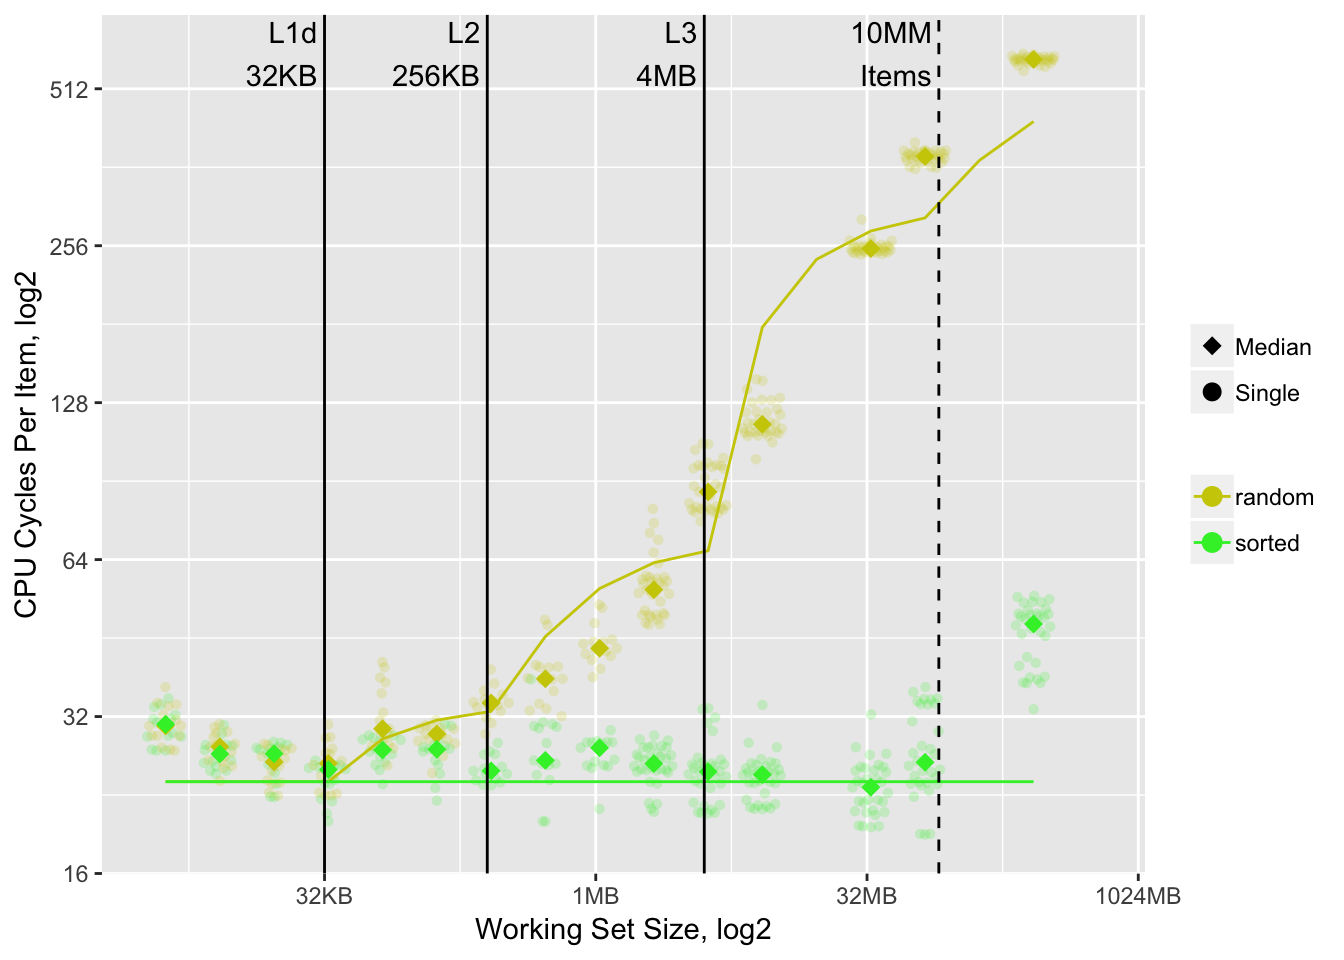 L1d
32KB
L2
256KB
L3
4MB
10MM
Items
512
256
128
64
32
16
CPU Cycles Per Item, log2
32KB
1MB
32MB
1024MB
Working Set Size, log2
Median
Single
random
sorted